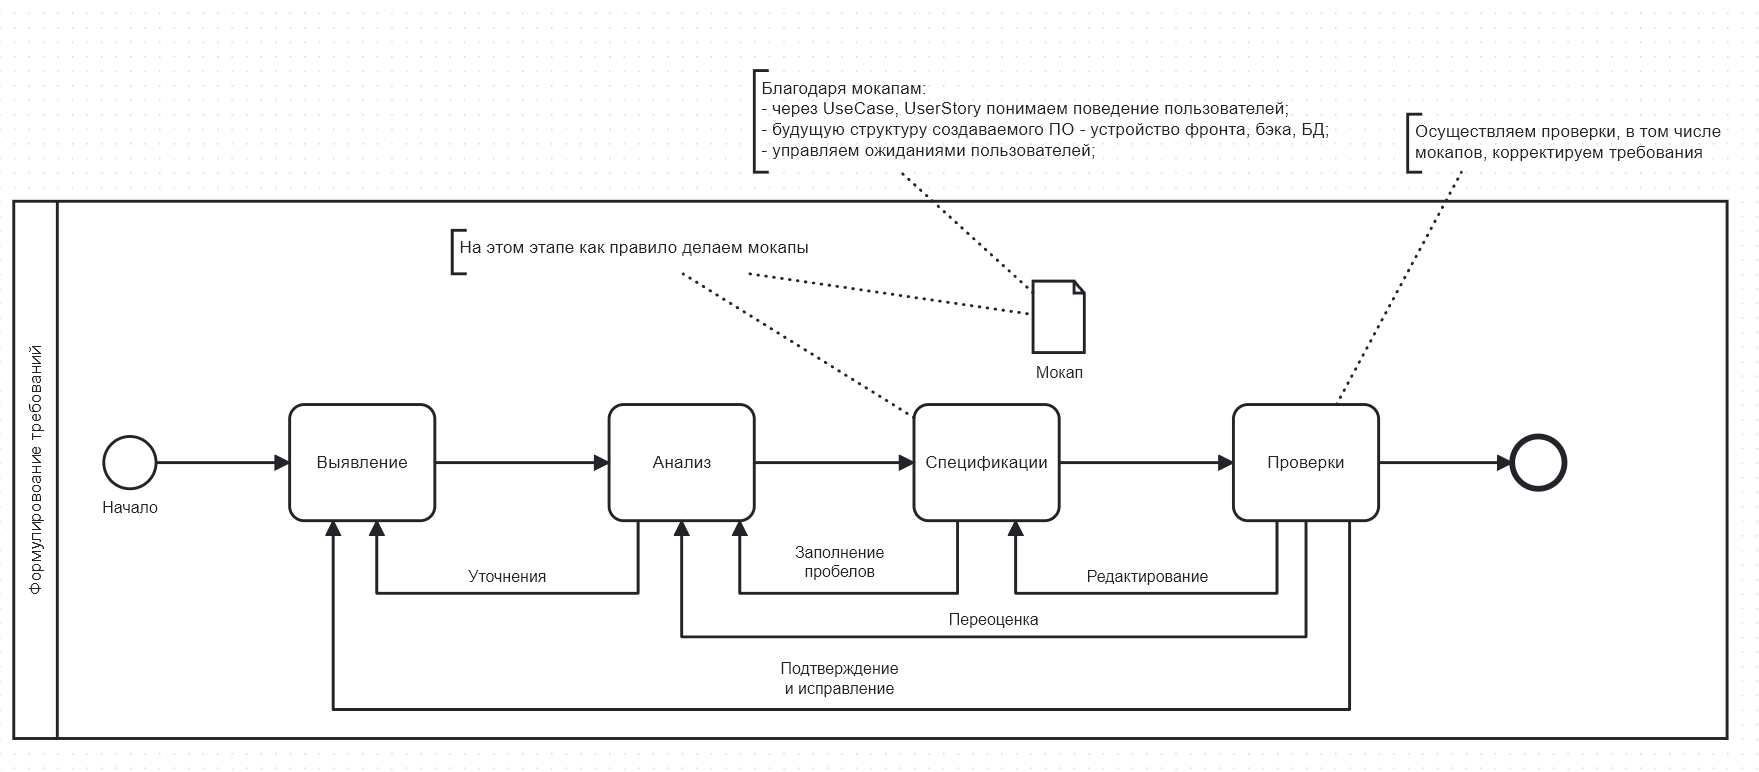 Благодаря мокапам:
- через UseCase, UserStory понимаем поведение пользователей;
- будущую структуру создаваемого ПО - устройство фронта, бэка, БД;
- управляем ожиданиями пользователей;
Осуществляем проверки, в том числе
мокапов, корректируем требования
На этом этапе как правило делаем мокапы
Мокап
Формулировоание требований
Начало
Выявление
Анализ
Спецификации
Проверки
Уточнения
Заполнение
пробелов
Редактирование
Переоценка
Подтверждение
и исправление